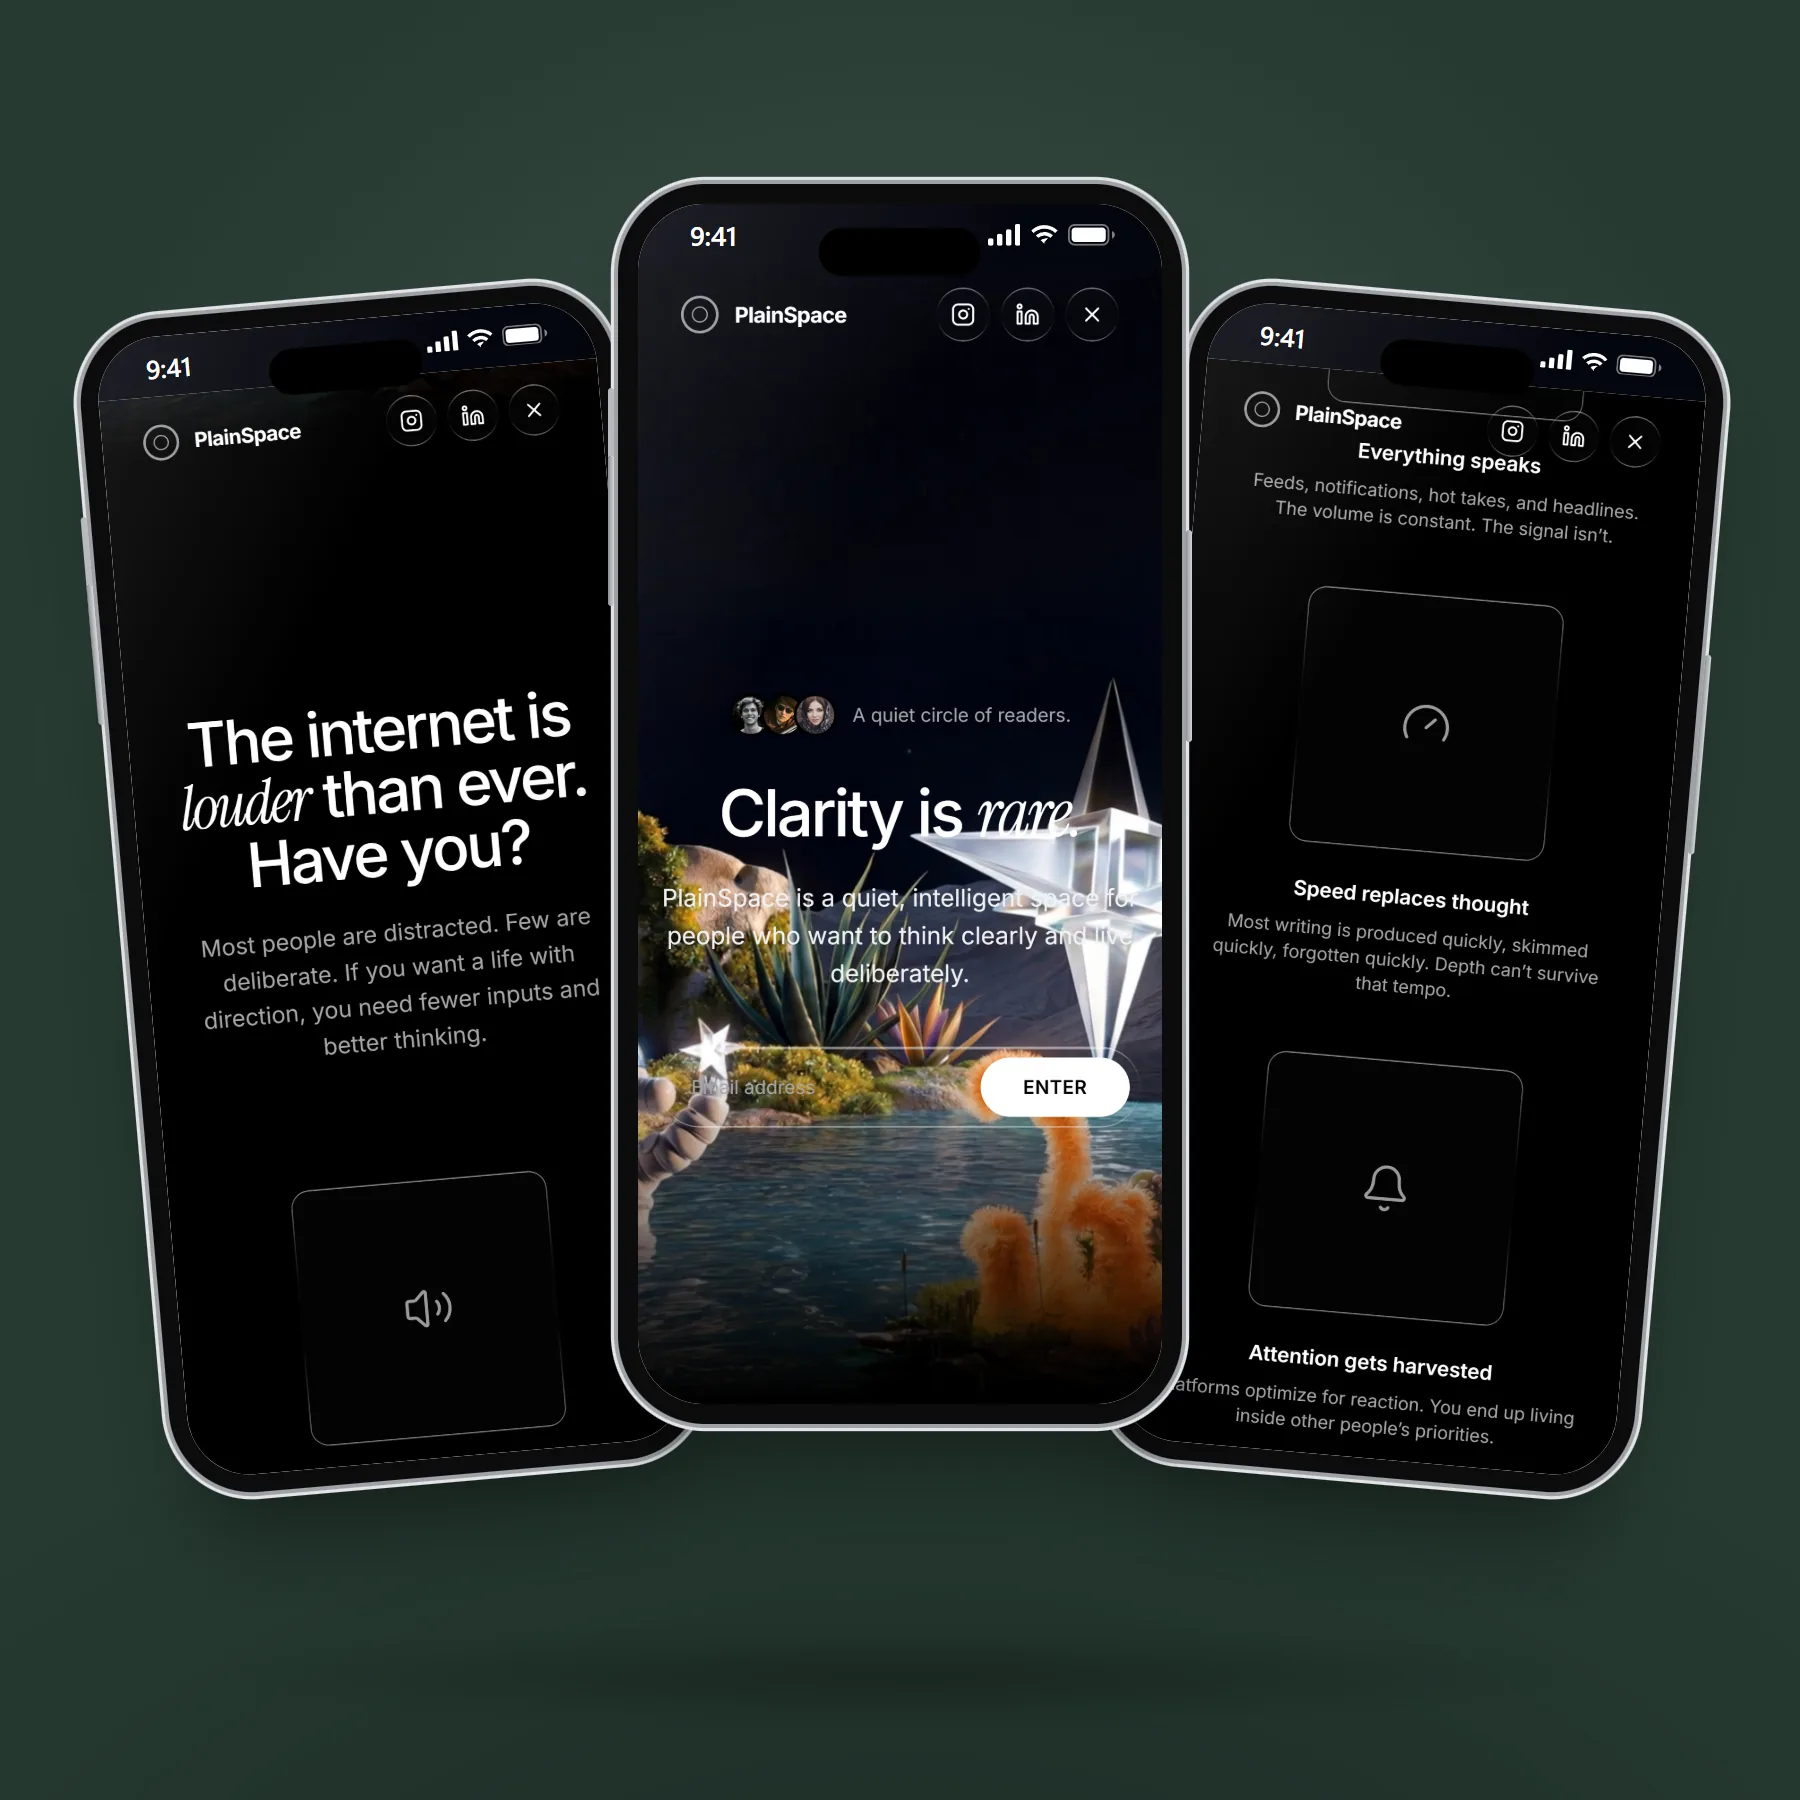 9:41
PlainSpace
The internet is
louder than ever.
Have you?
Most people are distracted. Few are
deliberate. If you want a life with
direction, you need fewer inputs and
better thinking.
9:41
PlainSpace
A quiet circle of readers.
Clarity is rare.
PlainSpace is a quiet, intelligent space for
people who want to think clearly and live
deliberately.
Email address
ENTER
9:41
PlainSpace
Everything speaks
Feeds, notifications, hot takes, and headlines.
The volume is constant. The signal isn’t.
Speed replaces thought
Most writing is produced quickly, skimmed
quickly, forgotten quickly. Depth can’t survive
that tempo.
Attention gets harvested
atforms optimize for reaction. You end up living
inside other people’s priorities.